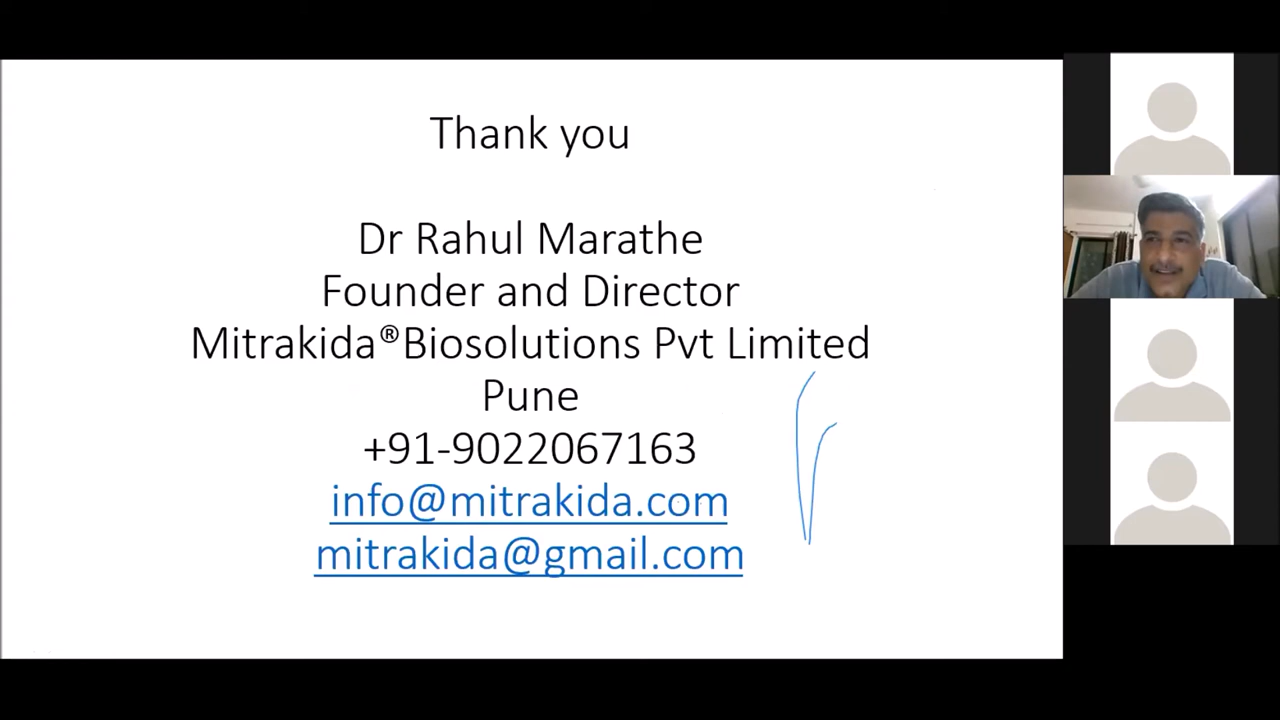 Thank you
Dr Rahul Marathe
Founder and Director
Mitrakida®Biosolutions Pvt Limited
Pune
+91-9022067163
info@mitrakida.com
mitrakida@gmail.com